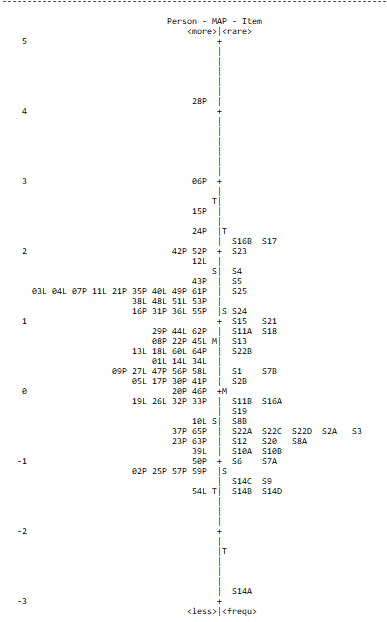 Person - MAP - Item
<more>|<rare>
5 +
28P |
4 +
3 06P +
T|
15P |
24P |T
| S16B S17
2 42P 52P + S23
12L |
S| S4
43P | S5
03L 04L 07P 11L 21P 35P 40L 49P 61P | S25
38L 48L 51L 53P |
16P 31P 36L 55P |S S24
1 + S15 S21
29P 44L 62P | S11A S18
08P 22P 45L M| S13
13L 18L 60L 64P | S22B
01L 14L 34L |
09P 27L 47P 56P 58L | S1 S7B
05L 17P 30P 41P | S2B
0 20P 46P +M
19L 26L 32P 33P | S11B S16A
| S19
10L S| S8B
37P 65P | S22A S22C S22D S2A S3
23P 63P | S12 S20 S8A
39L | S10A S10B
-1 50P + S6 S7A
02P 25P 57P 59P |S
| S14C S9
54L T| S14B S14D
-2 +
|T
| S14A
-3 +
<less>|<frequ>